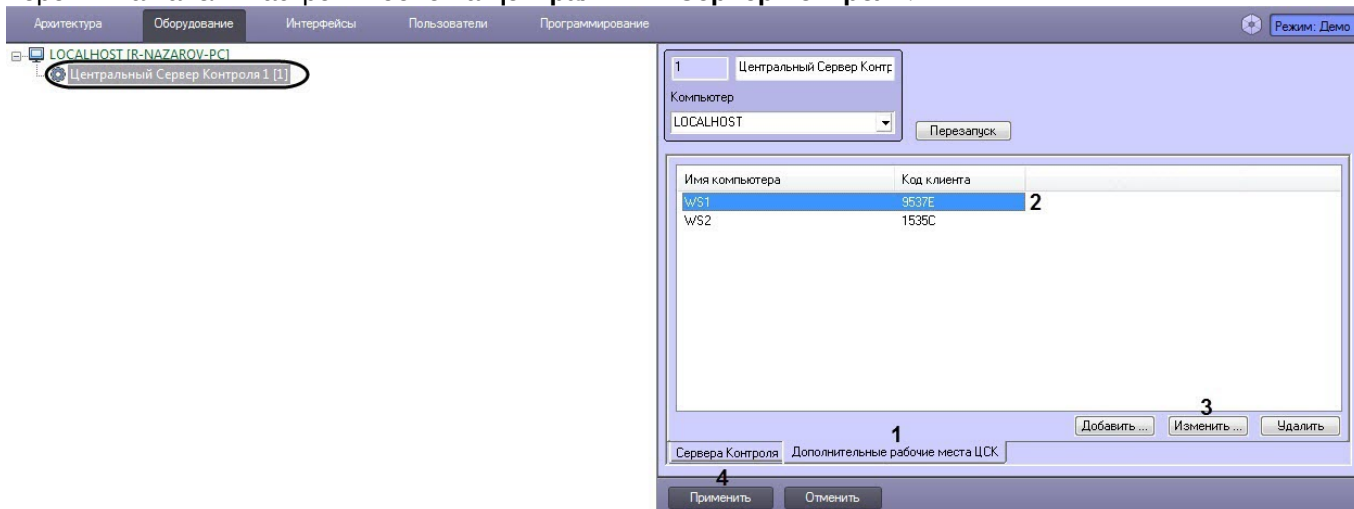 Архитектура Оборудование Интерфейсы Пользователи Программирование Режим: Демо
LOCALHOST [R-NAZAROV-PC]
Центральный Сервер Контроля 1 [1]
1 Центральный Сервер Контр
Компьютер
LOCALHOST
Перезапуск
Имя компьютера Код клиента
WS1 9537E 2
WS2 1535C
3
Добавить ... Изменить ... Удалить
1
Сервера Контроля Дополнительные рабочие места ЦСК
4
Применить Отменить